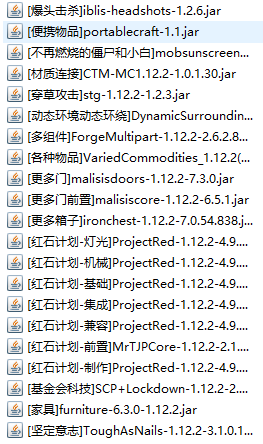 [爆头击杀]iblis-headshots-1.2.6.jar
[便携物品]portablecraft-1.1.jar
[不再燃烧的僵尸和小白]mobsunscreen...
[材质连接]CTM-MC1.12.2-1.0.1.30.jar
[穿草攻击]stg-1.12.2-1.2.3.jar
[动态环境动态环绕]DynamicSurroundin...
[多组件]ForgeMultipart-1.12.2-2.6.2.8...
[各种物品]VariedCommodities_1.12.2(...
[更多门]malisisdoors-1.12.2-7.3.0.jar
[更多门前置]malisiscore-1.12.2-6.5.1.jar
[更多箱子]ironchest-1.12.2-7.0.54.838.j...
[红石计划-灯光]ProjectRed-1.12.2-4.9....
[红石计划-机械]ProjectRed-1.12.2-4.9....
[红石计划-基础]ProjectRed-1.12.2-4.9....
[红石计划-集成]ProjectRed-1.12.2-4.9....
[红石计划-兼容]ProjectRed-1.12.2-4.9....
[红石计划-前置]MrTJPCore-1.12.2-2.1....
[红石计划-制作]ProjectRed-1.12.2-4.9....
[基金会科技]SCP+Lockdown-1.12.2-2....
[家具]furniture-6.3.0-1.12.2.jar
[坚定意志]ToughAsNails-1.12.2-3.1.0.1...